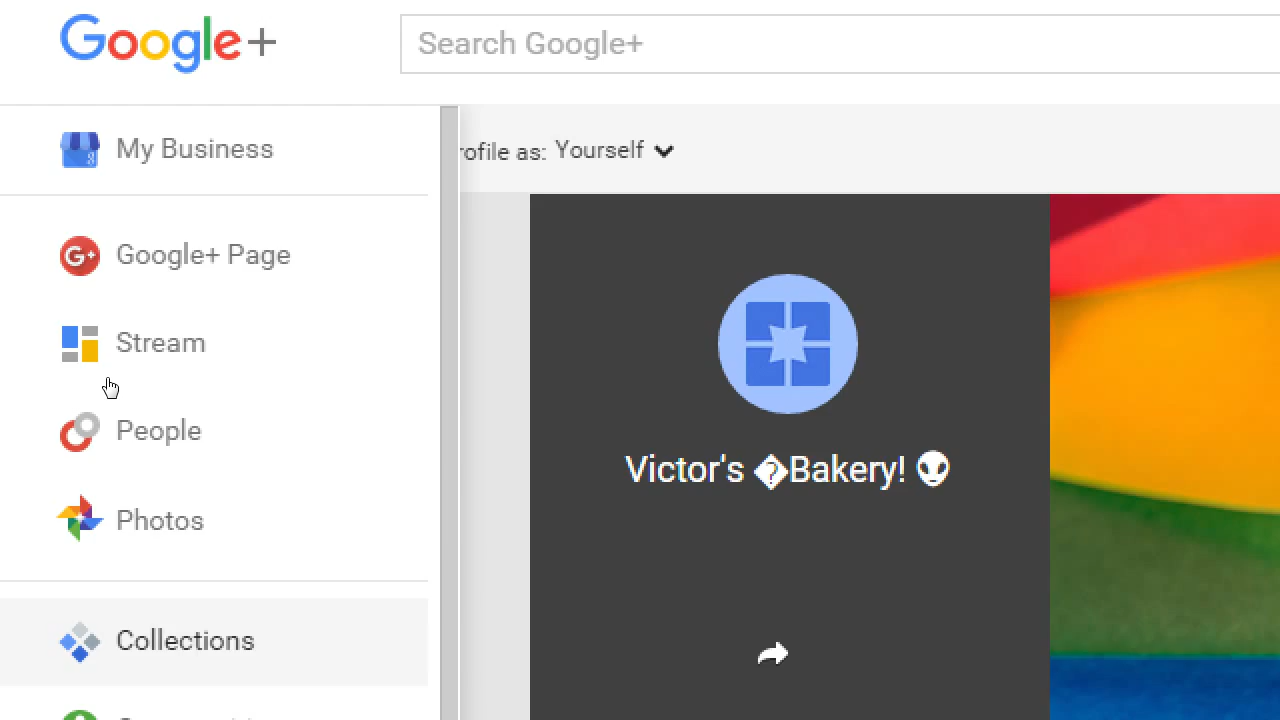 Google+
Search Google+
My Business
rofile as: Yourself
Google+ Page
Stream
People
Photos
Victor's �Bakery! 👽
Collections